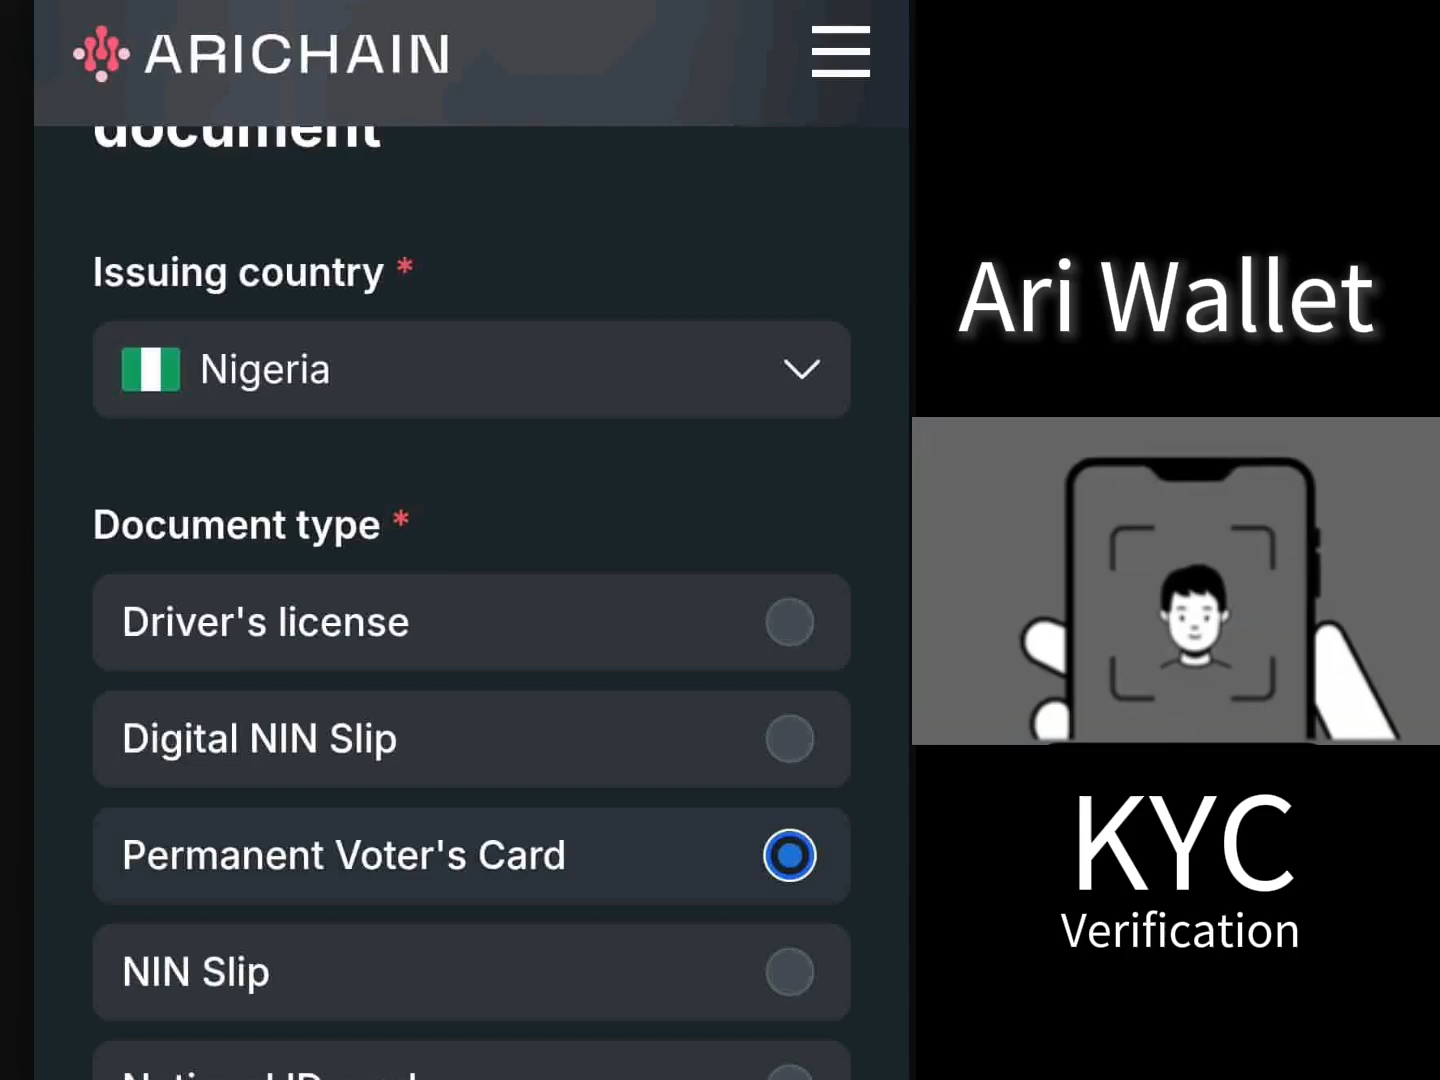 ARICHAIN
document
Issuing country *
Nigeria
Document type *
Driver's license
Digital NIN Slip
Permanent Voter's Card
NIN Slip
Ari Wallet
KYC
Verification